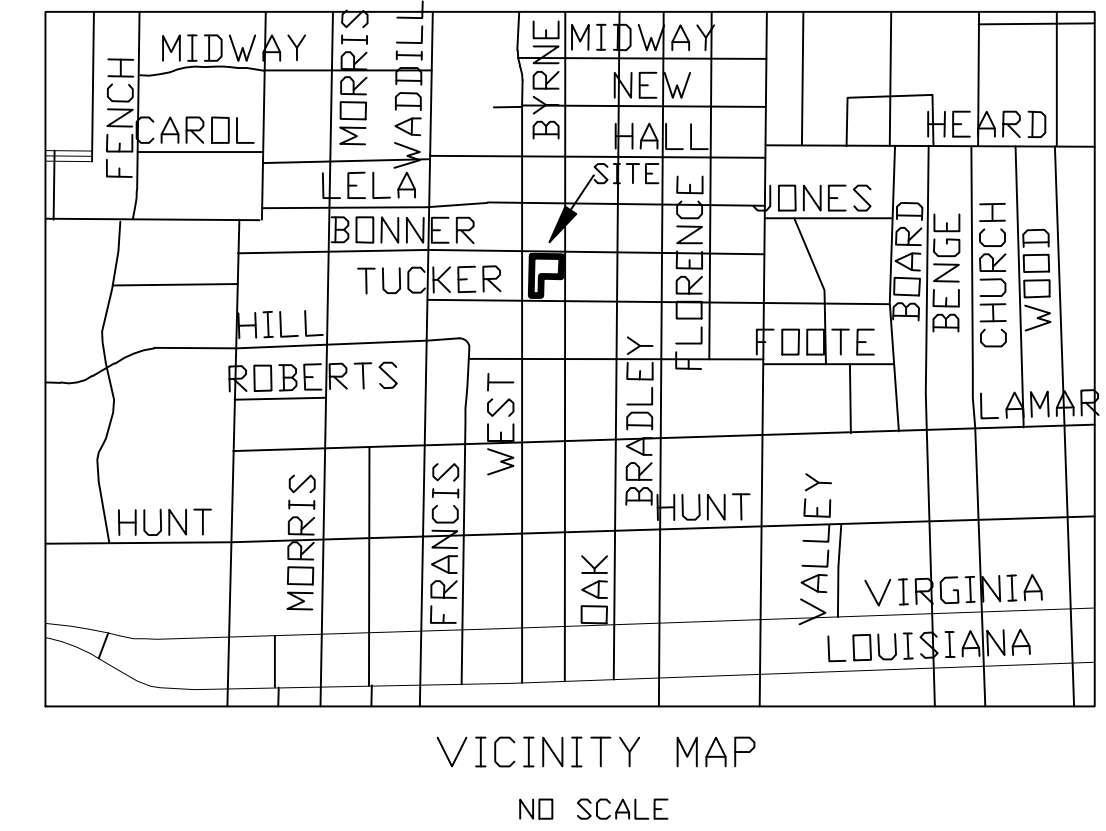 MIDWAY
MORRIS
WADDILL
BYRNE
MIDWAY
FENCH
NEW
CAROL
HALL
HEARD
SITE
LELA
FLORENCE
JONES
BONNER
BOARD
BENGE
CHURCH
WOOD
TUCKER
HILL
FOOTE
ROBERTS
WEST
BRADLEY
LAMAR
MORRIS
FRANCIS
HUNT
HUNT
VALLEY
OAK
VIRGINIA
LOUISIANA
VICINITY MAP
NO SCALE